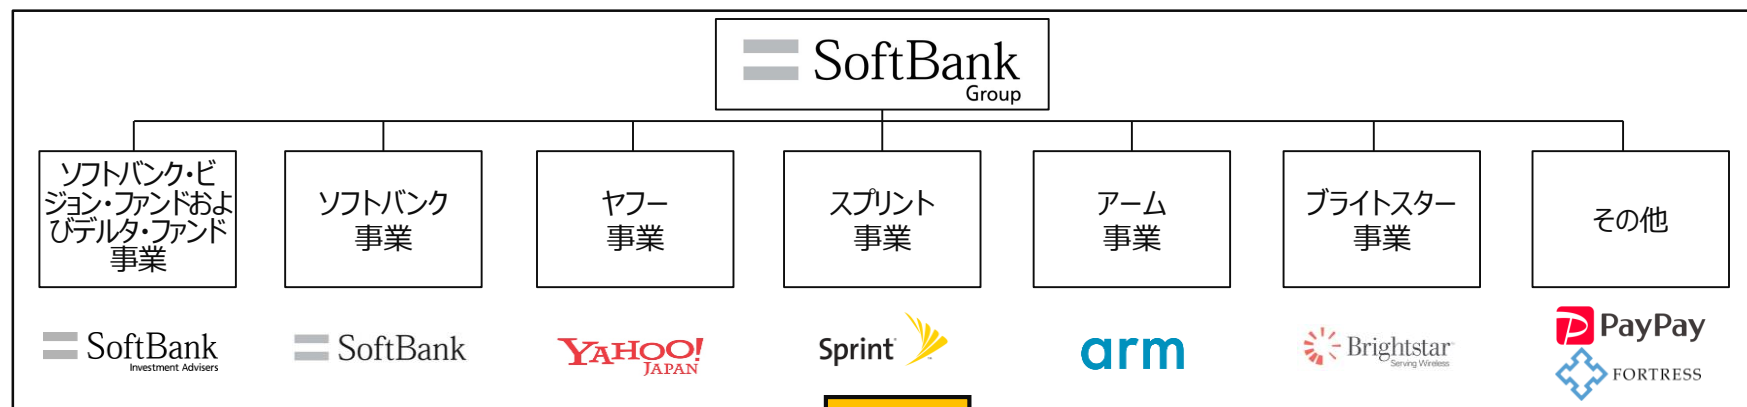 SoftBank
Group
ソフトバンク・ビ
ジョン・ファンドおよ
びデルタ・ファンド
事業
ソフトバンク
事業
ヤフー
事業
スプリント
事業
アーム
事業
ブライトスター
事業
その他
SoftBank
Investment Advisers
SoftBank
YAHOO!
JAPAN
Sprint
arm
Brightstar
Serving Wireless
PayPay
FORTRESS